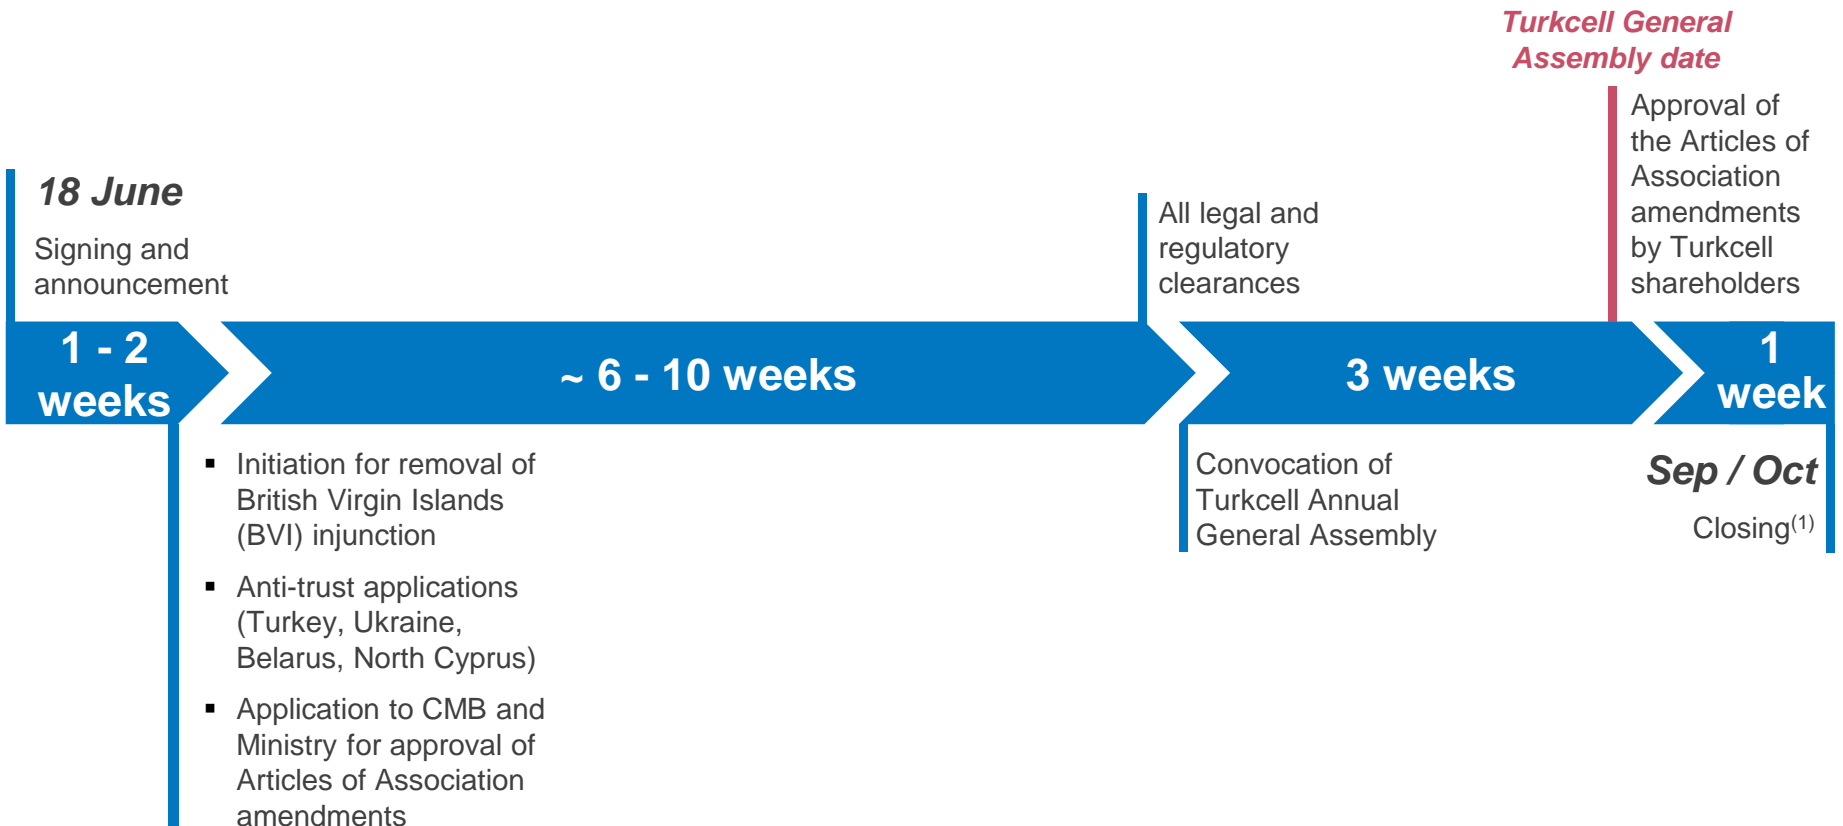 Turkcell General
Assembly date
Approval of
the Articles of
Association
amendments
by Turkcell
shareholders
18 June
Signing and
announcement
All legal and
regulatory
clearances
1 - 2
weeks
~ 6 - 10 weeks
3 weeks
1
week
▪ Initiation for removal of
British Virgin Islands
(BVI) injunction
▪ Anti-trust applications
(Turkey, Ukraine,
Belarus, North Cyprus)
▪ Application to CMB and
Ministry for approval of
Articles of Association
amendments
Convocation of
Turkcell Annual
General Assembly
Sep / Oct
Closing(1)